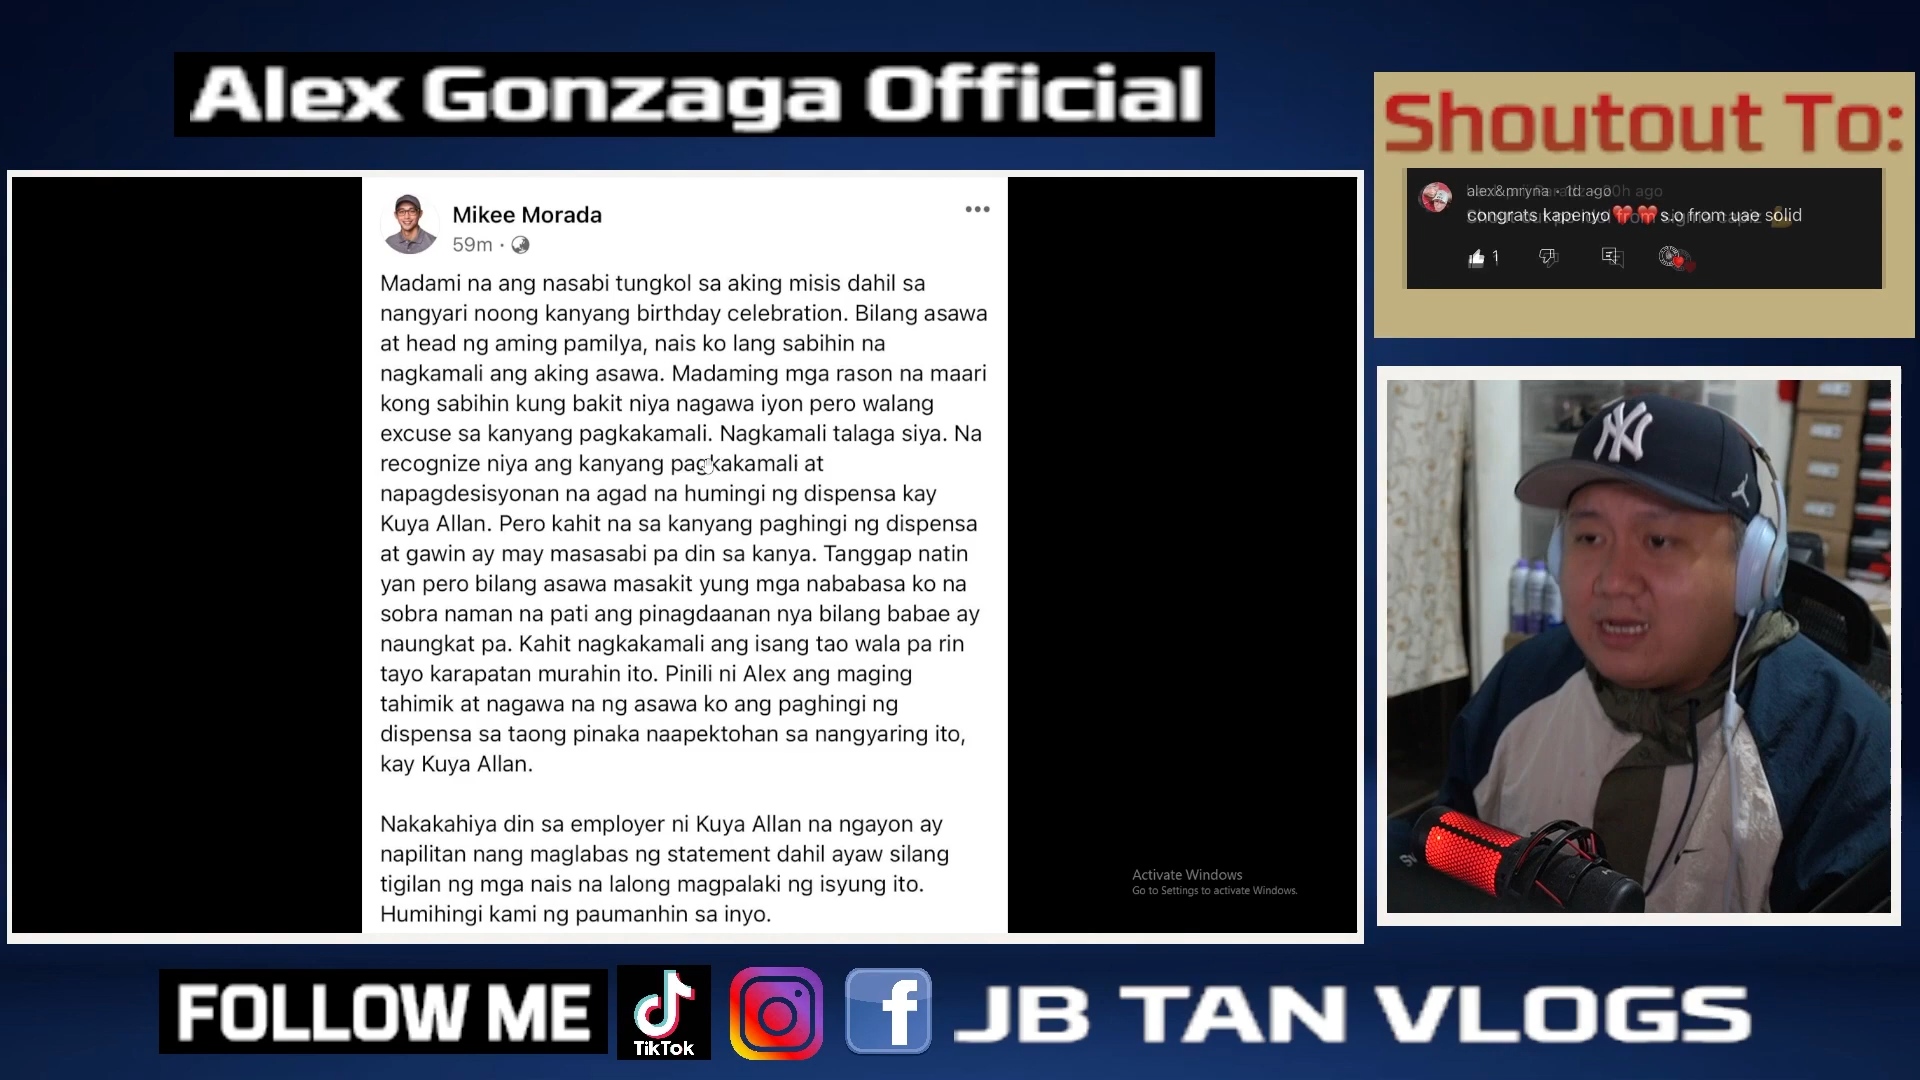 Alex Gonzaga Official
Shoutout To:
alex&mryna · 1d ago
congrats kapenyo❤️❤️ s.o from uae solid
1
Mikee Morada
59m ·
Madami na ang nasabi tungkol sa aking misis dahil sa
nangyari noong kanyang birthday celebration. Bilang asawa
at head ng aming pamilya, nais ko lang sabihin na
nagkamali ang aking asawa. Madaming mga rason na maari
kong sabihin kung bakit niya nagawa iyon pero walang
excuse sa kanyang pagkakamali. Nagkamali talaga siya. Na
recognize niya ang kanyang pagkakamali at
napagdesisyonan na agad na humingi ng dispensa kay
Kuya Allan. Pero kahit na sa kanyang paghingi ng dispensa
at gawin ay may masasabi pa din sa kanya. Tanggap natin
yan pero bilang asawa masakit yung mga nababasa ko na
sobra naman na pati ang pinagdaanan nya bilang babae ay
naungkat pa. Kahit nagkakamali ang isang tao wala pa rin
tayo karapatan murahin ito. Pinili ni Alex ang maging
tahimik at nagawa na ng asawa ko ang paghingi ng
dispensa sa taong pinaka naapektohan sa nangyaring ito,
kay Kuya Allan.
Nakakahiya din sa employer ni Kuya Allan na ngayon ay
napilitan nang maglabas ng statement dahil ayaw silang
tigilan ng mga nais na lalong magpalaki ng isyung ito.
Humihingi kami ng paumanhin sa inyo.
Activate Windows
Go to Settings to activate Windows.
NY
FOLLOW ME
TikTok
JB TAN VLOGS